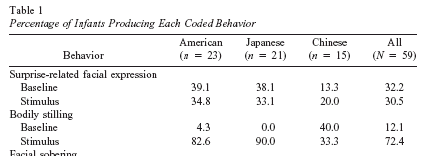 Table 1
Percentage of Infants Producing Each Coded Behavior
American Japanese Chinese All
Behavior (n = 23) (n = 21) (n = 15) (N = 59)
Surprise-related facial expression
Baseline 39.1 38.1 13.3 32.2
Stimulus 34.8 33.1 20.0 30.5
Bodily stilling
Baseline 4.3 0.0 40.0 12.1
Stimulus 82.6 90.0 33.3 72.4
Facial sobering